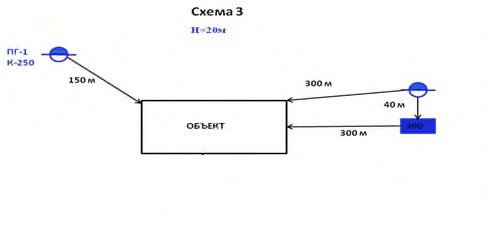 Схема 3
Н=20м
ПГ-1
К-250
150 м
300 м
40 м
ОБЪЕКТ
300
300 м